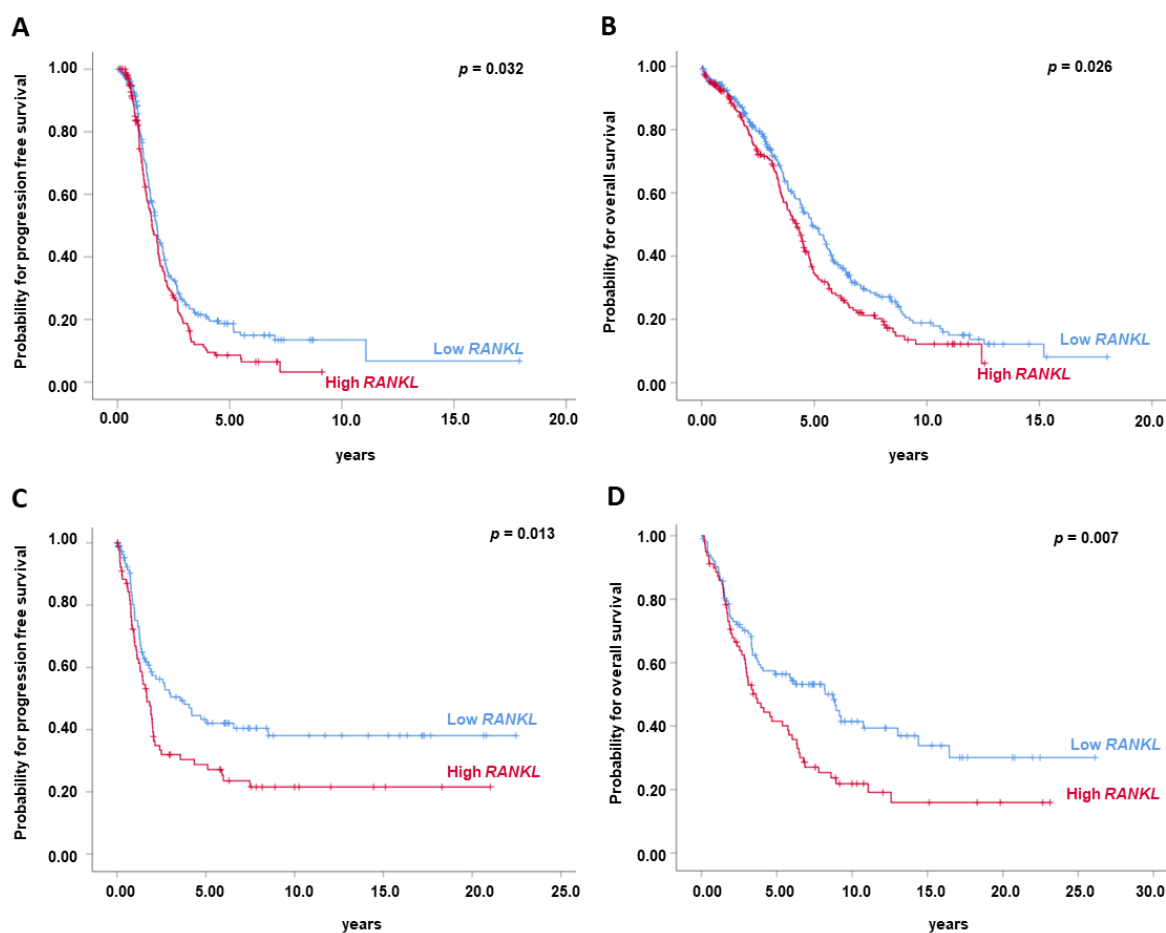 A
Probability for progression free survival
1.00
0.80
0.60
0.40
0.20
0.00
p = 0.032
Low RANKL
High RANKL
0.00 5.00 10.0 15.0 20.0
years
B
Probability for overall survival
1.00
0.80
0.60
0.40
0.20
0.00
p = 0.026
Low RANKL
High RANKL
0.00 5.00 10.0 15.0 20.0
years
C
Probability for progression free survival
1.00
0.80
0.60
0.40
0.20
0.00
p = 0.013
Low RANKL
High RANKL
0.00 5.00 10.0 15.0 20.0 25.0
years
D
Probability for overall survival
1.00
0.80
0.60
0.40
0.20
0.00
p = 0.007
Low RANKL
High RANKL
0.00 5.00 10.0 15.0 20.0 25.0 30.0
years